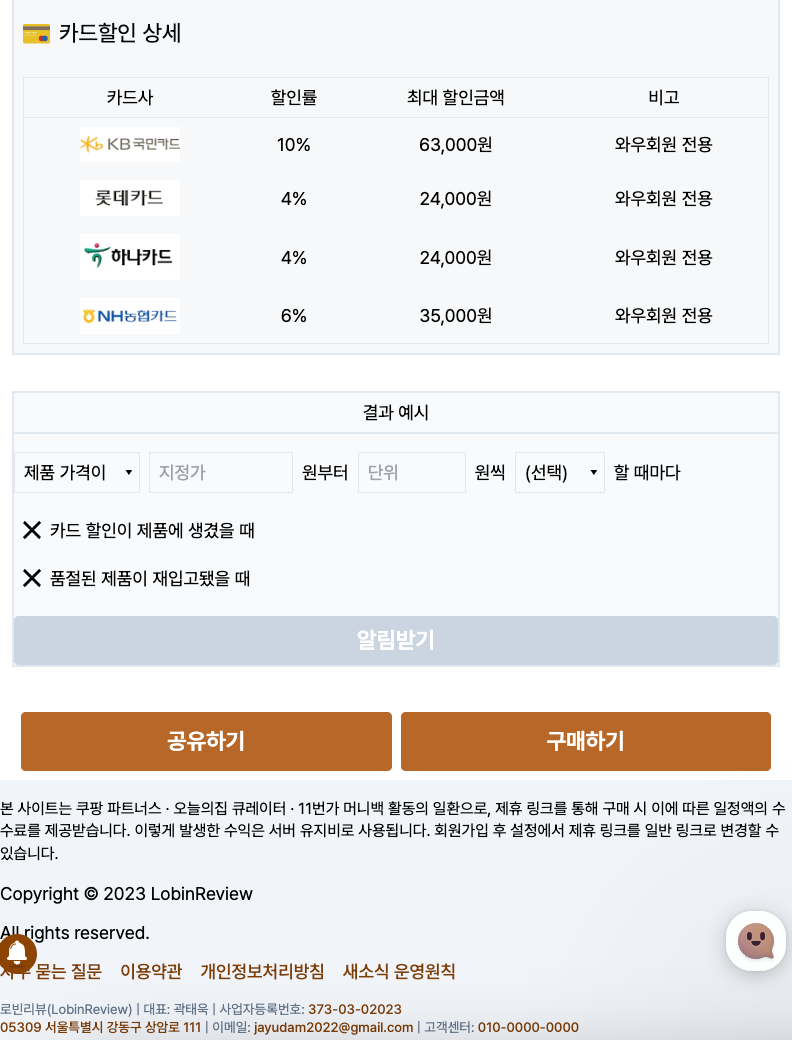 카드할인 상세
카드사 할인률 최대 할인금액 비고
KB국민카드 10% 63,000원 와우회원 전용
롯데카드 4% 24,000원 와우회원 전용
하나카드 4% 24,000원 와우회원 전용
NH농협카드 6% 35,000원 와우회원 전용
결과 예시
제품 가격이 지정가 원부터 단위 원씩 (선택) 할 때마다
카드 할인이 제품에 생겼을 때
품절된 제품이 재입고됐을 때
알림받기
공유하기 구매하기
본 사이트는 쿠팡 파트너스 · 오늘의집 큐레이터 · 11번가 머니백 활동의 일환으로, 제휴 링크를 통해 구매 시 이에 따른 일정액의 수
수료를 제공받습니다. 이렇게 발생한 수익은 서버 유지비로 사용됩니다. 회원가입 후 설정에서 제휴 링크를 일반 링크로 변경할 수
있습니다.
Copyright © 2023 LobinReview
All rights reserved.
자주 묻는 질문 이용약관 개인정보처리방침 새소식 운영원칙
로빈리뷰(LobinReview) | 대표: 곽태욱 | 사업자등록번호: 373-03-02023
05309 서울특별시 강동구 상암로 111 | 이메일: jayudam2022@gmail.com | 고객센터: 010-0000-0000